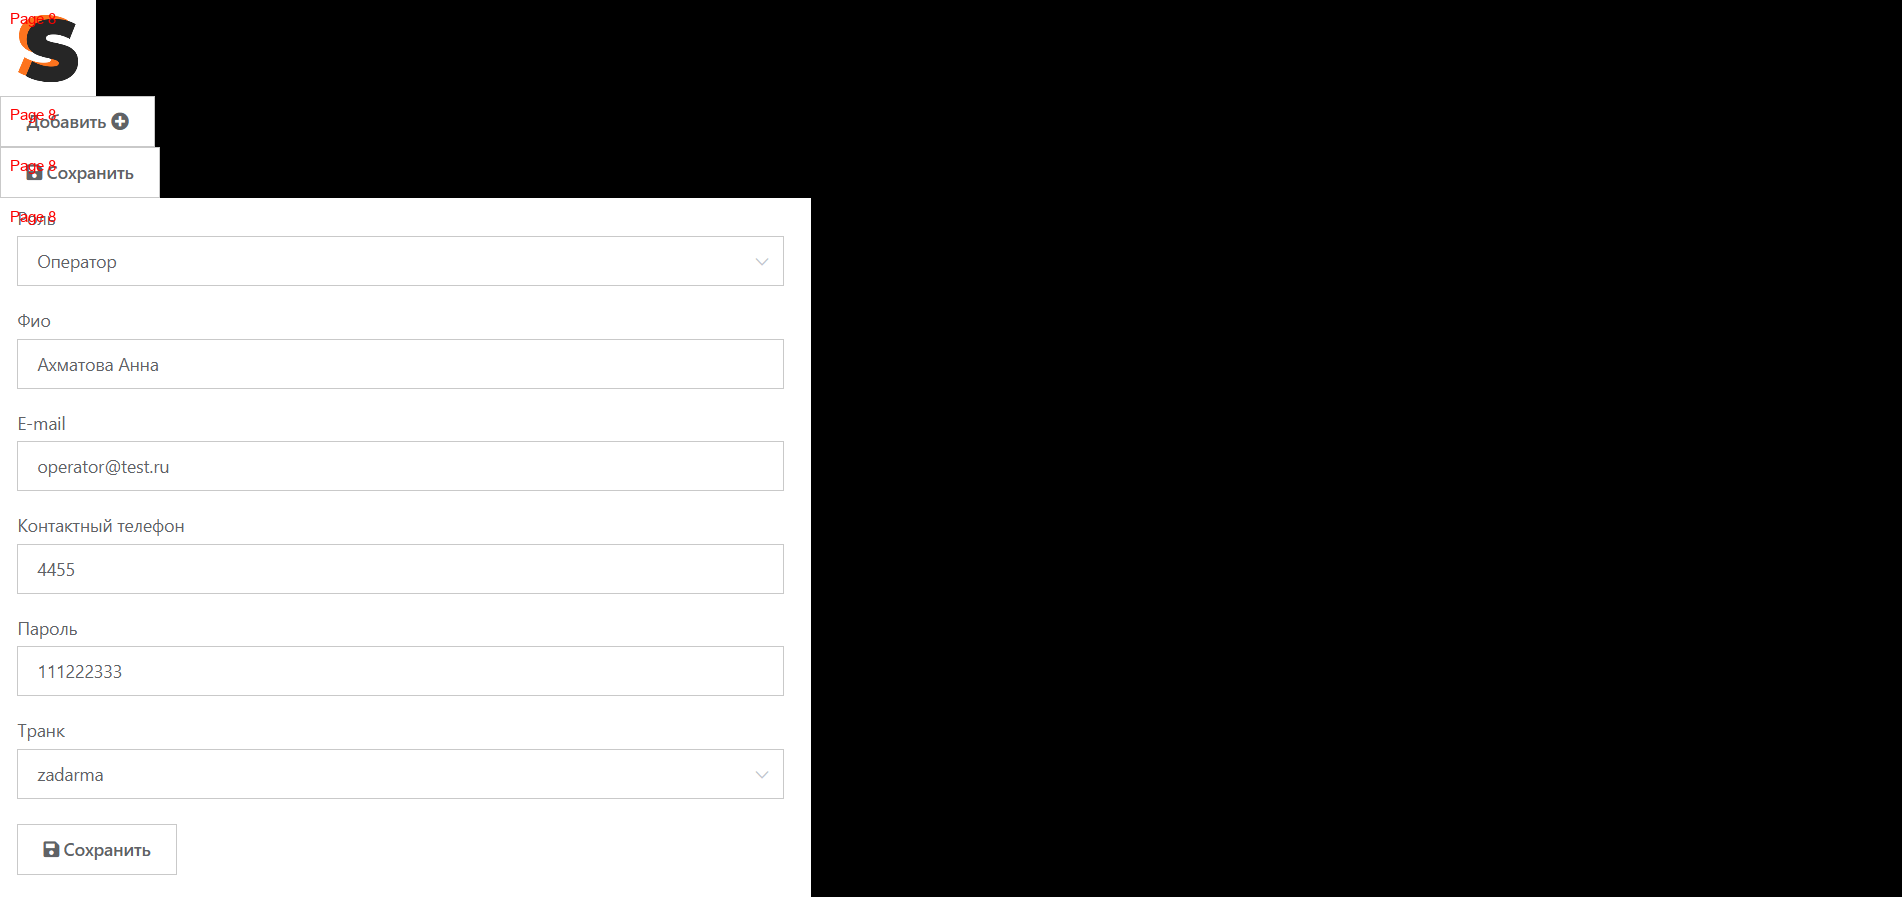 Page 8
S
Page 8
Добавить
Page 8
Сохранить
Page 8
Роль
Оператор
Фио
Ахматова Анна
E-mail
operator@test.ru
Контактный телефон
4455
Пароль
111222333
Транк
zadarma
Сохранить